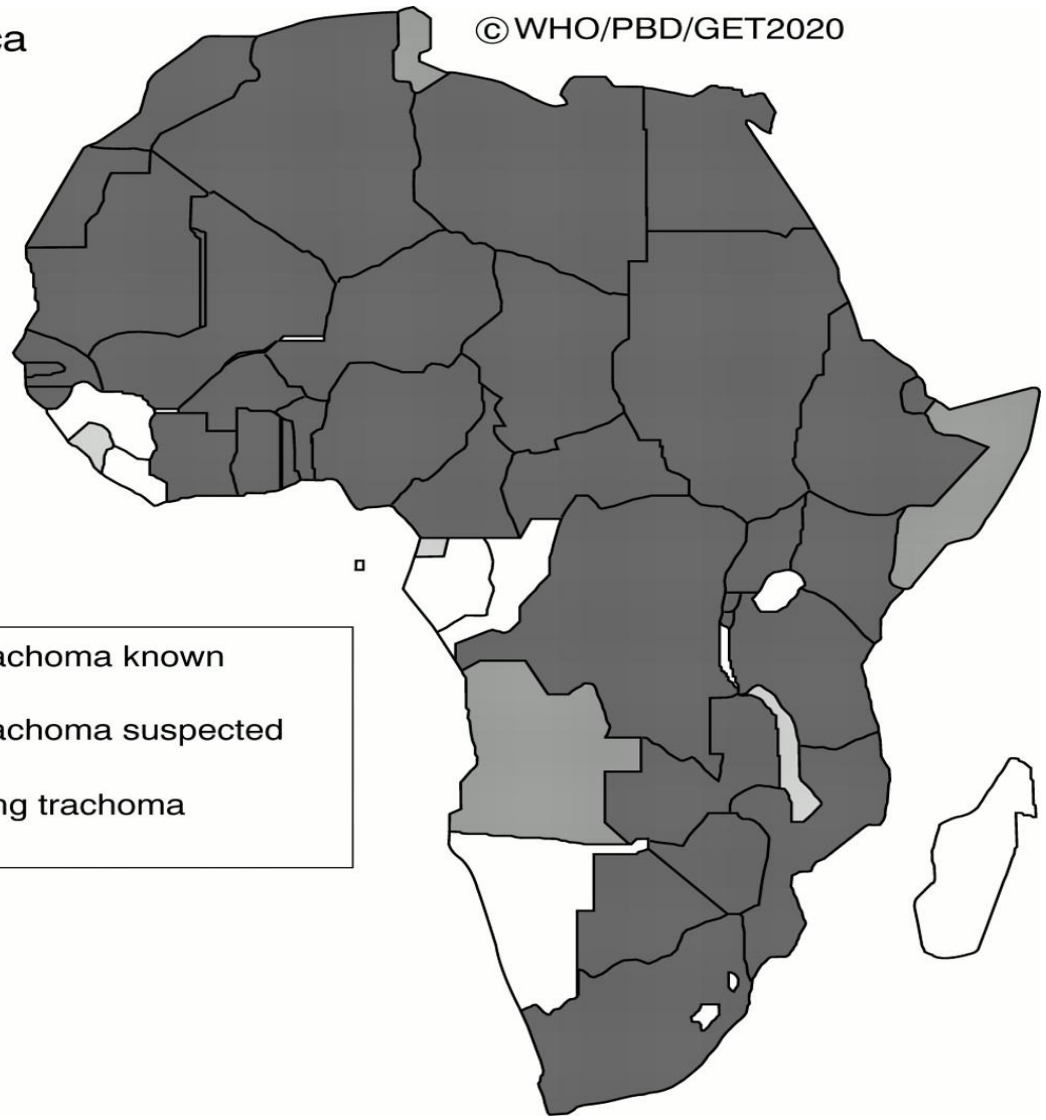 ca
© WHO/PBD/GET2020
achoma known
achoma suspected
ng trachoma